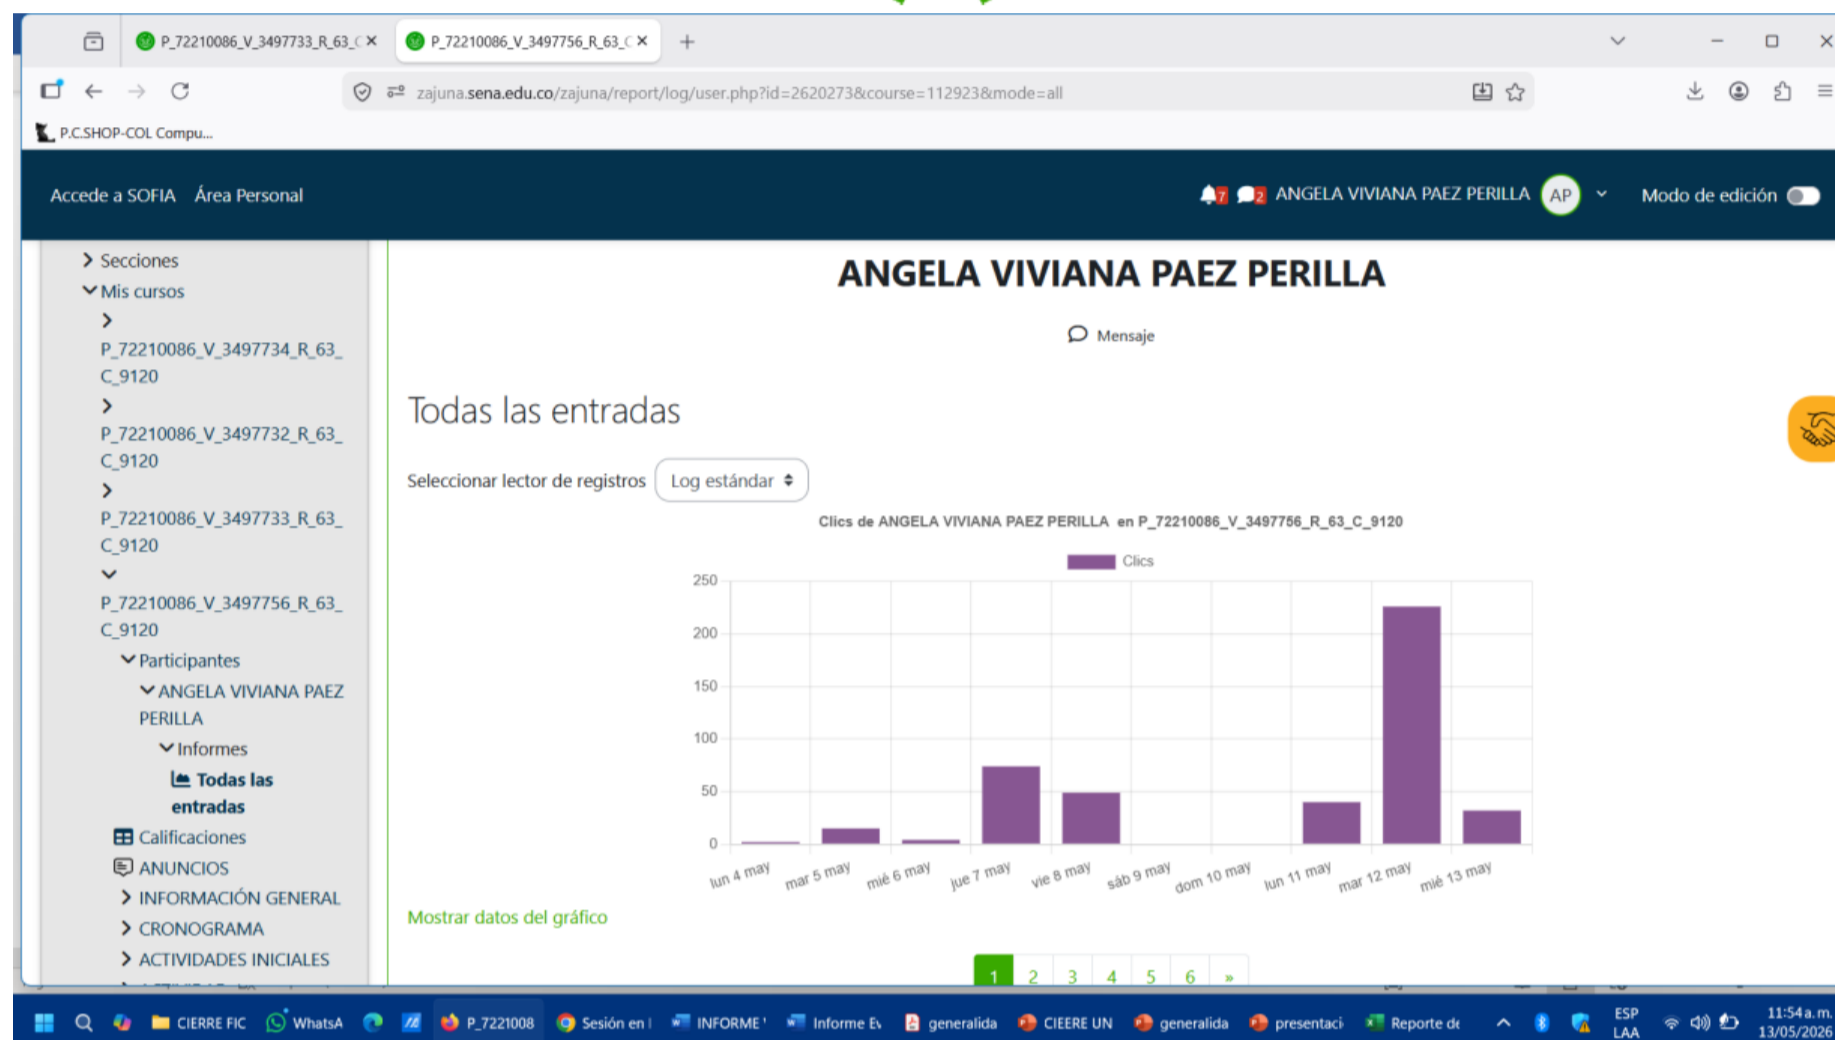 P_72210086_V_3497733_R_63_C
P_72210086_V_3497756_R_63_C
zajuna.sena.edu.co/zajuna/report/log/user.php?id=2620273&course=112923&mode=all
P.C.SHOP-COL Compu...
Accede a SOFIA Área Personal
7 2 ANGELA VIVIANA PAEZ PERILLA AP Modo de edición
Secciones
Mis cursos
P_72210086_V_3497734_R_63_
C_9120
P_72210086_V_3497732_R_63_
C_9120
P_72210086_V_3497733_R_63_
C_9120
P_72210086_V_3497756_R_63_
C_9120
Participantes
ANGELA VIVIANA PAEZ
PERILLA
Informes
Todas las
entradas
Calificaciones
ANUNCIOS
INFORMACIÓN GENERAL
CRONOGRAMA
ACTIVIDADES INICIALES
ANGELA VIVIANA PAEZ PERILLA
Mensaje
Todas las entradas
Seleccionar lector de registros Log estándar
Clics de ANGELA VIVIANA PAEZ PERILLA en P_72210086_V_3497756_R_63_C_9120
Clics
250
200
150
100
50
0
lun 4 may mar 5 may mié 6 may jue 7 may vie 8 may sáb 9 may dom 10 may lun 11 may mar 12 may mié 13 may
Mostrar datos del gráfico
1 2 3 4 5 6 »
CIERRE FIC WhatsA P_7221008 Sesión en I INFORME Informe Ev generalida CIEERE UN generalida presentaci Reporte de ESP
LAA
11:54 a. m.
13/05/2026